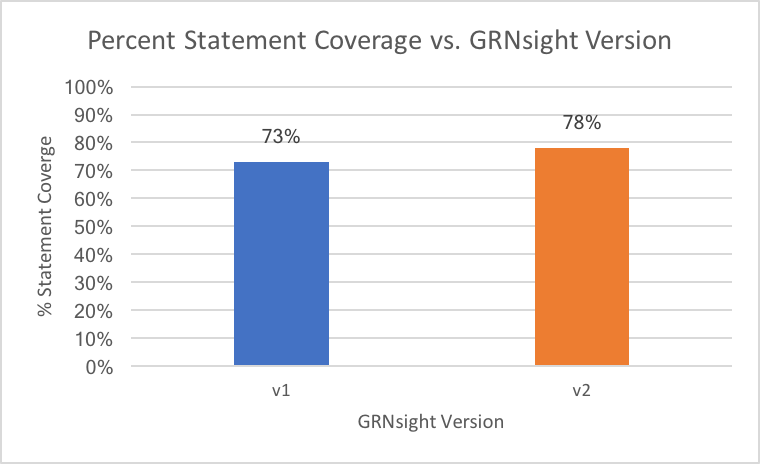 Percent Statement Coverage vs. GRNsight Version
100%
90%
80%
70%
60%
50%
40%
30%
20%
10%
0%
% Statement Coverge
73%
78%
v1
v2
GRNsight Version